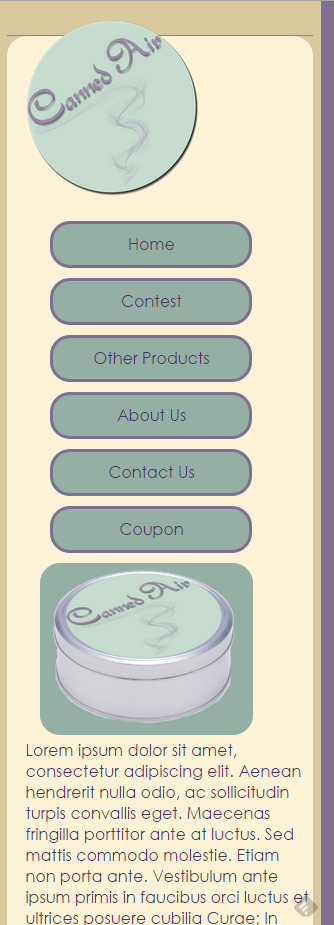 Canned Air
Home
Contest
Other Products
About Us
Contact Us
Coupon
Canned Air
Lorem ipsum dolor sit amet,
consectetur adipiscing elit. Aenean
hendrerit nulla odio, ac sollicitudin
turpis convallis eget. Maecenas
fringilla porttitor ante at luctus. Sed
mattis commodo molestie. Etiam
non porta ante. Vestibulum ante
ipsum primis in faucibus orci luctus et
ultrices posuere cubilia Curae; In